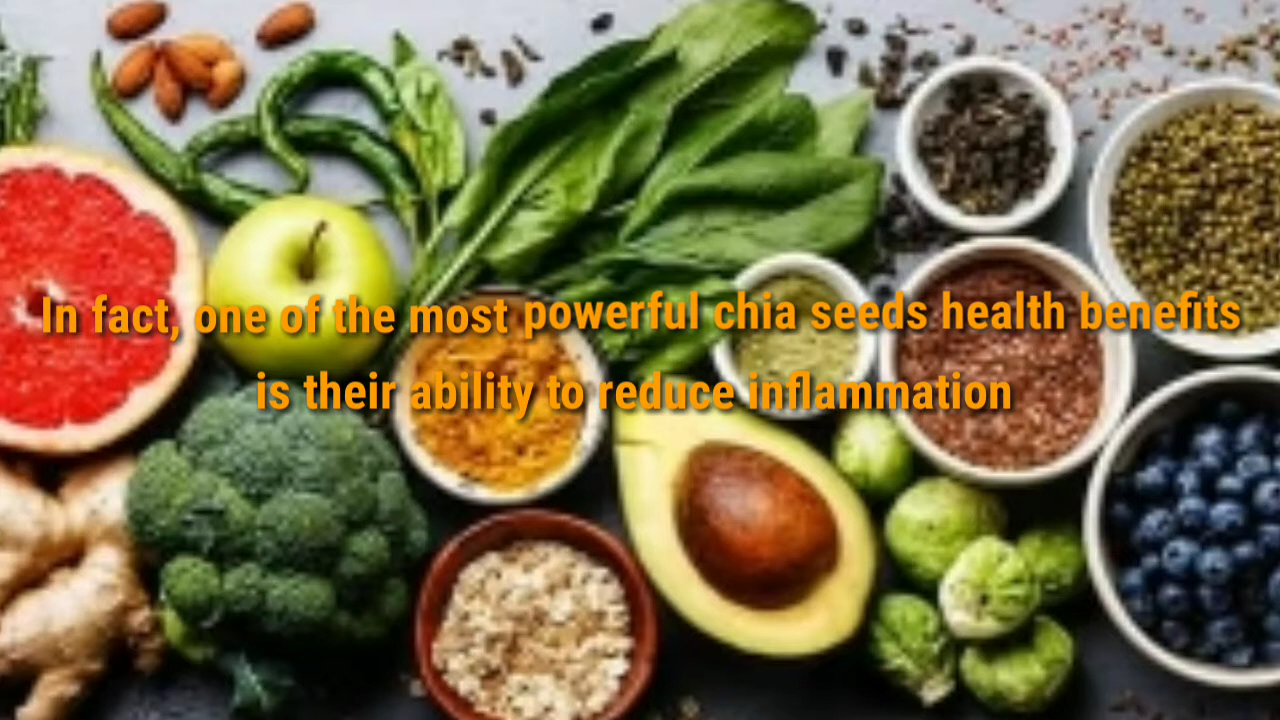 In fact, one of the most powerful chia seeds health benefits
is their ability to reduce inflammation